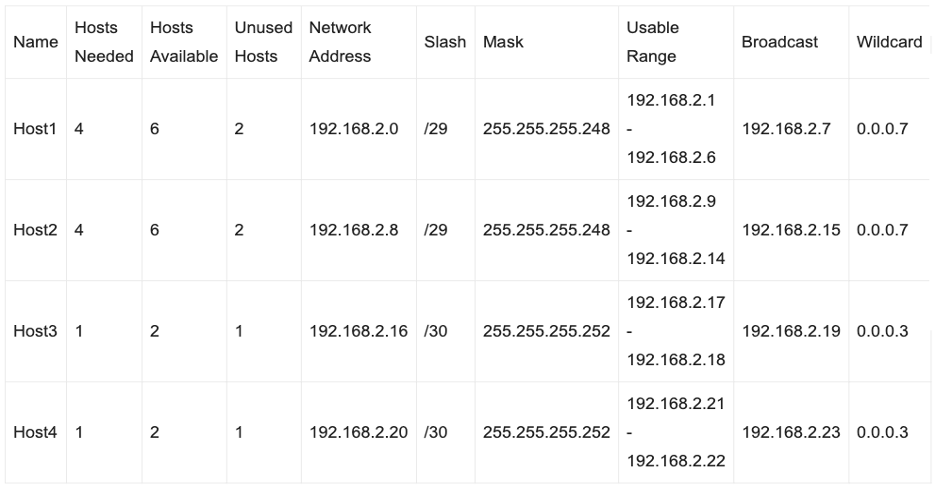 Name Hosts Needed Hosts Available Unused Hosts Network Address Slash Mask Usable Range Broadcast Wildcard
Host1 4 6 2 192.168.2.0 /29 255.255.255.248 192.168.2.1 - 192.168.2.6 192.168.2.7 0.0.0.7
Host2 4 6 2 192.168.2.8 /29 255.255.255.248 192.168.2.9 - 192.168.2.14 192.168.2.15 0.0.0.7
Host3 1 2 1 192.168.2.16 /30 255.255.255.252 192.168.2.17 - 192.168.2.18 192.168.2.19 0.0.0.3
Host4 1 2 1 192.168.2.20 /30 255.255.255.252 192.168.2.21 - 192.168.2.22 192.168.2.23 0.0.0.3